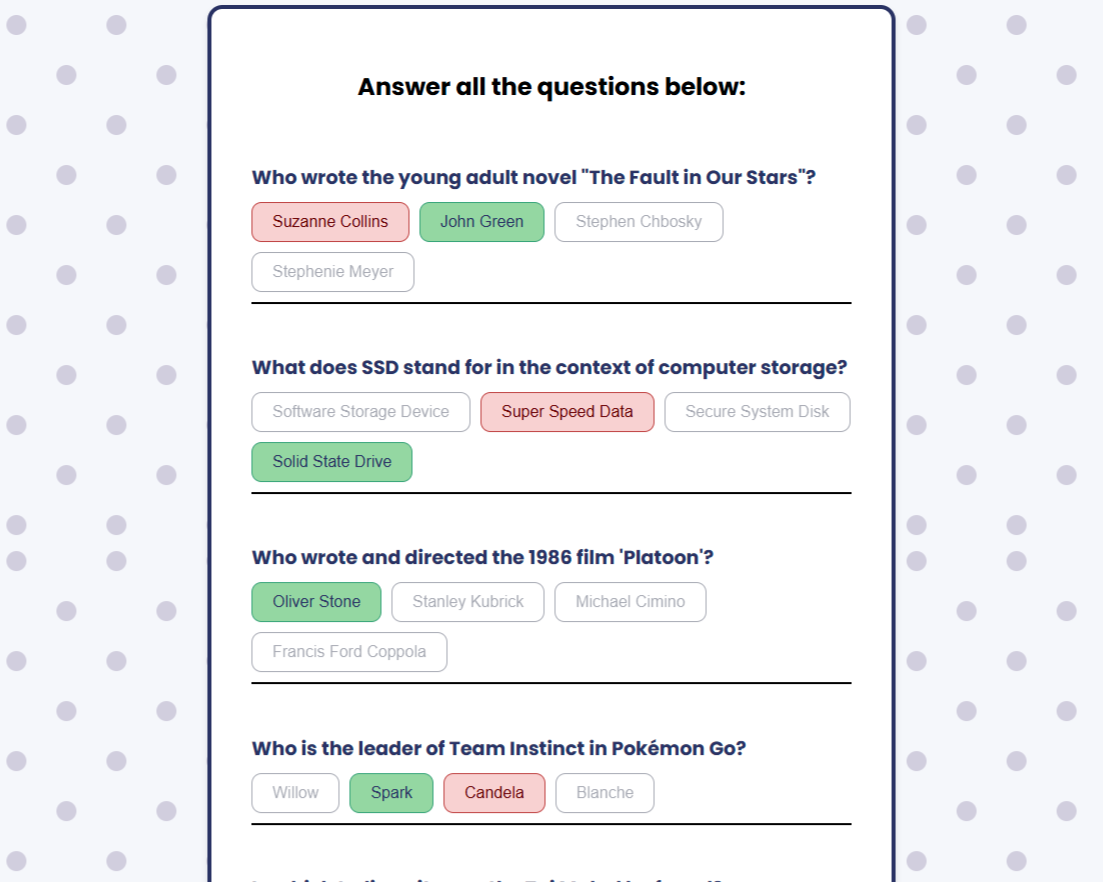 Answer all the questions below:
Who wrote the young adult novel "The Fault in Our Stars"?
Suzanne Collins John Green Stephen Chbosky
Stephenie Meyer
What does SSD stand for in the context of computer storage?
Software Storage Device Super Speed Data Secure System Disk
Solid State Drive
Who wrote and directed the 1986 film 'Platoon'?
Oliver Stone Stanley Kubrick Michael Cimino
Francis Ford Coppola
Who is the leader of Team Instinct in Pokémon Go?
Willow Spark Candela Blanche